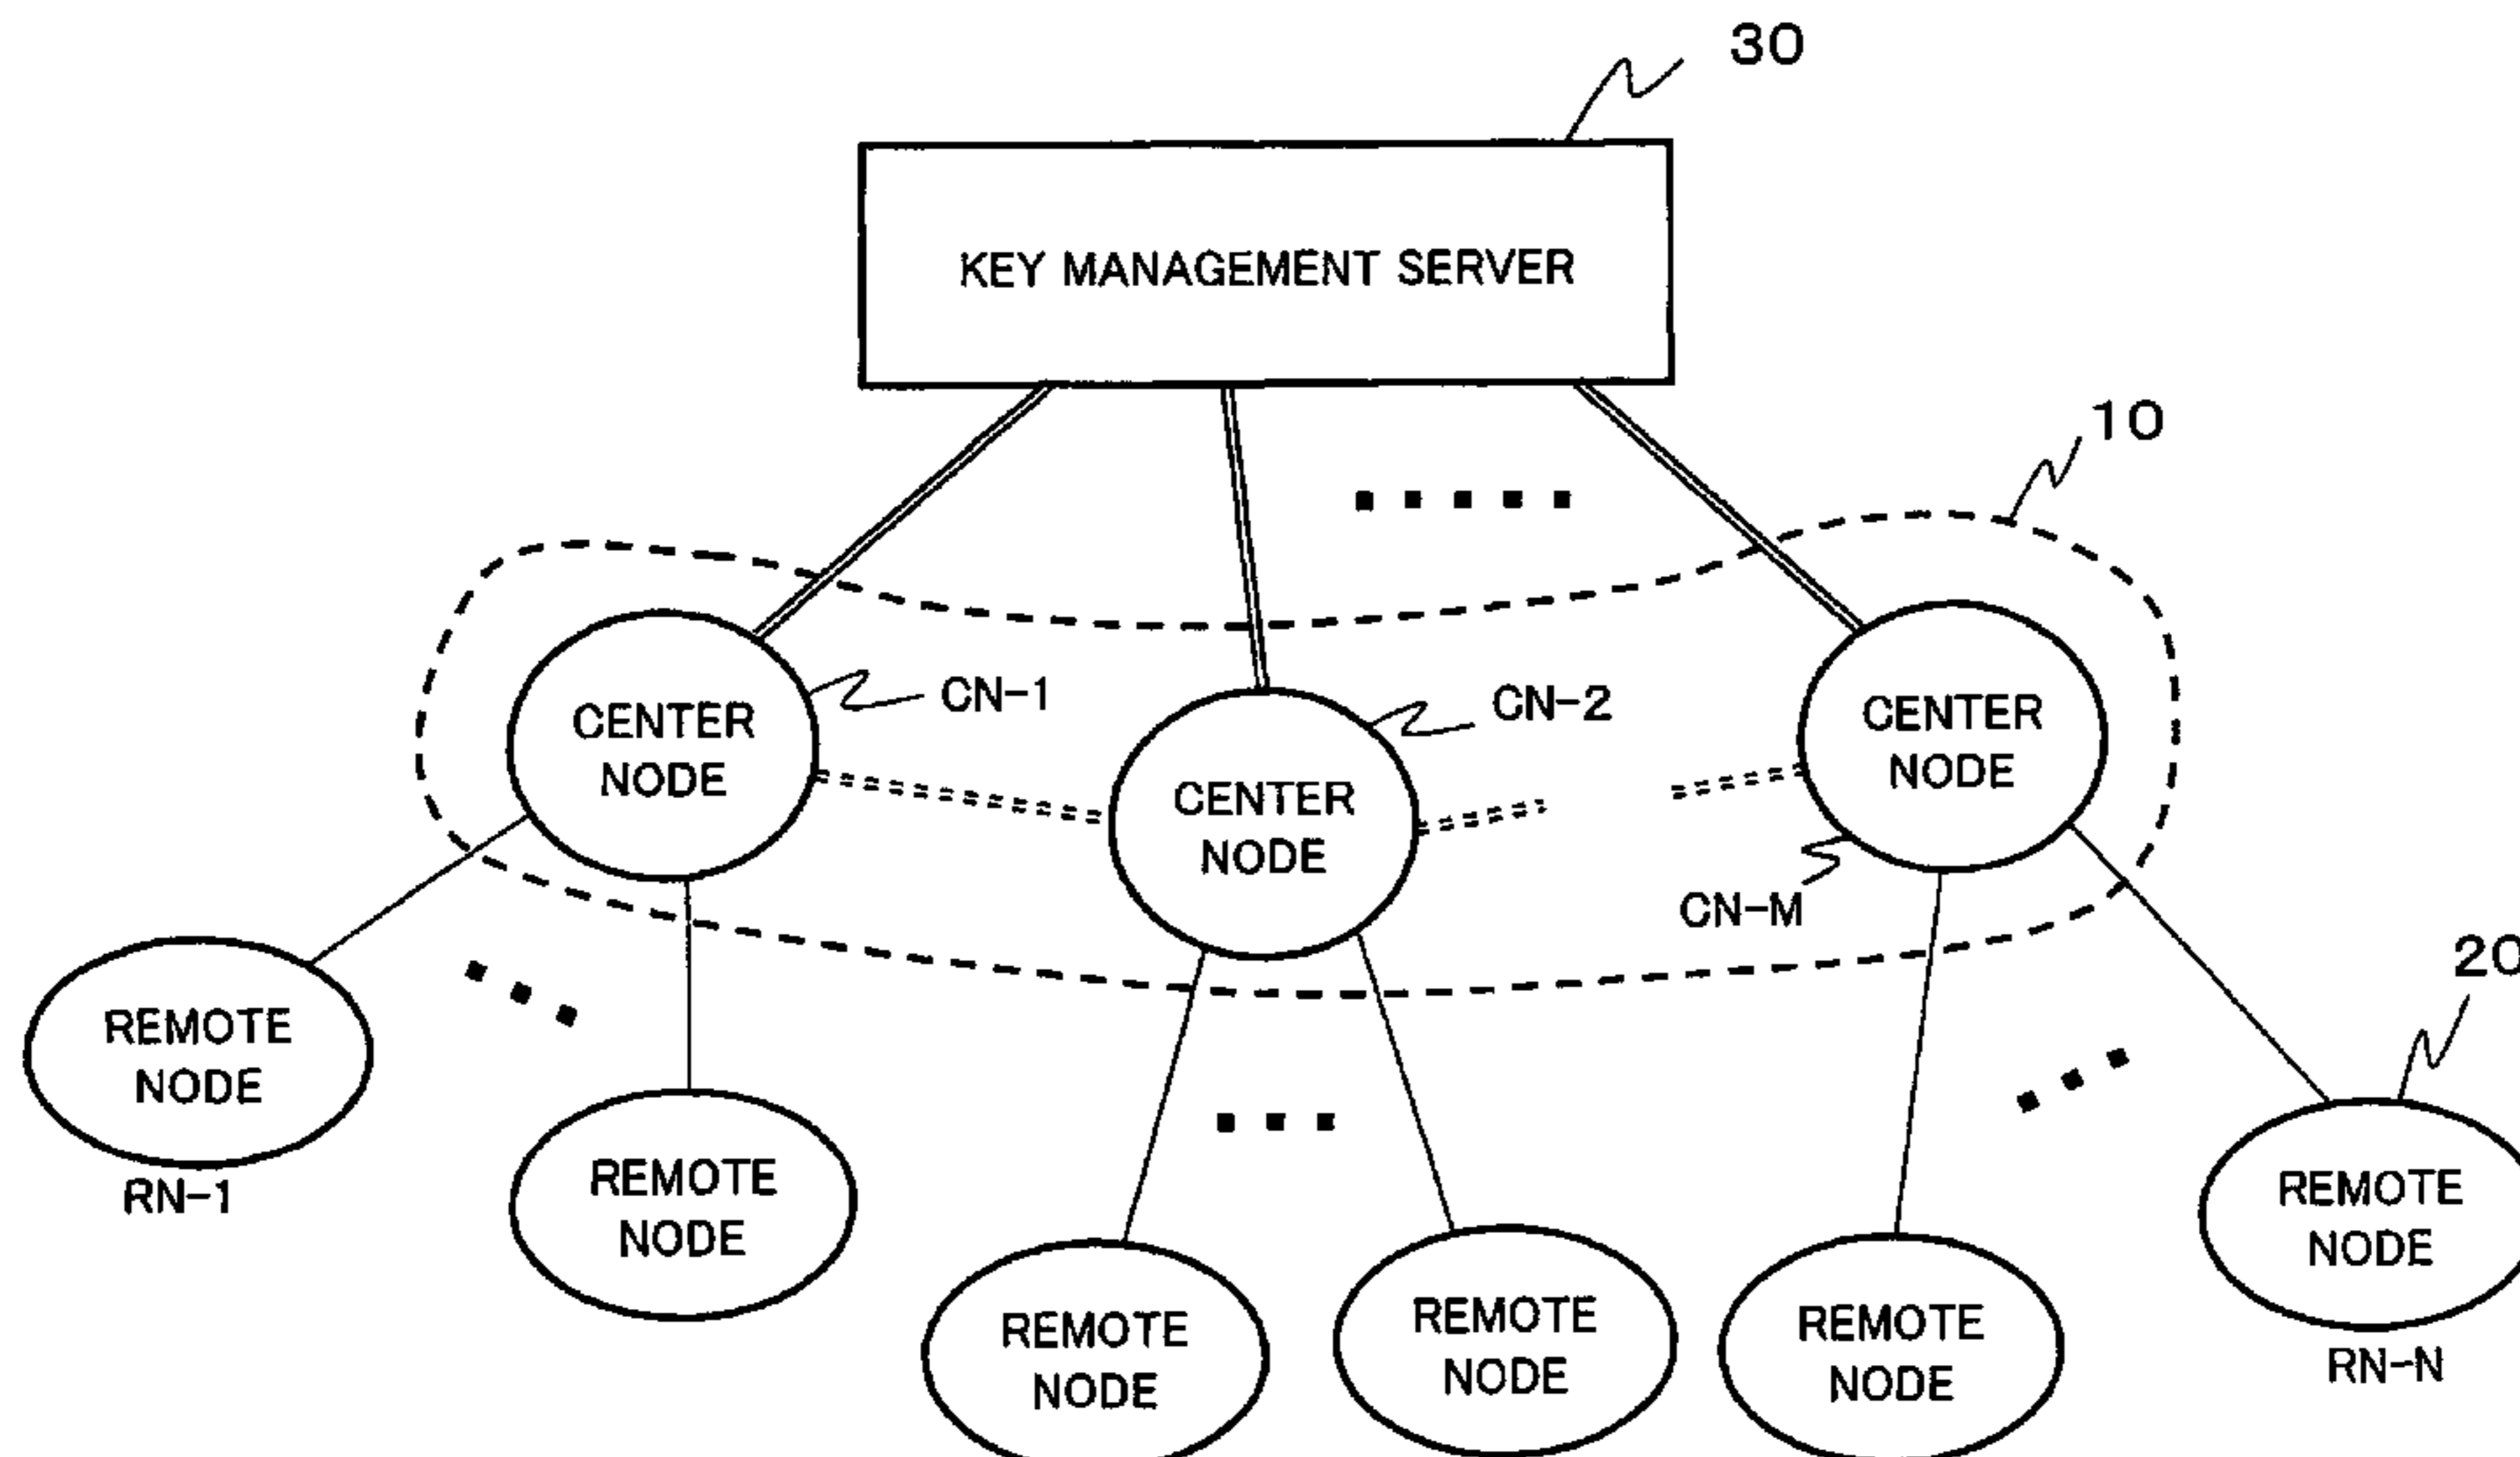 30
KEY MANAGEMENT SERVER
10
CENTER
NODE
CN-1
CENTER
NODE
CN-2
CENTER
NODE
CN-M
20
REMOTE
NODE
RN-1
REMOTE
NODE
REMOTE
NODE
REMOTE
NODE
REMOTE
NODE
REMOTE
NODE
RN-N